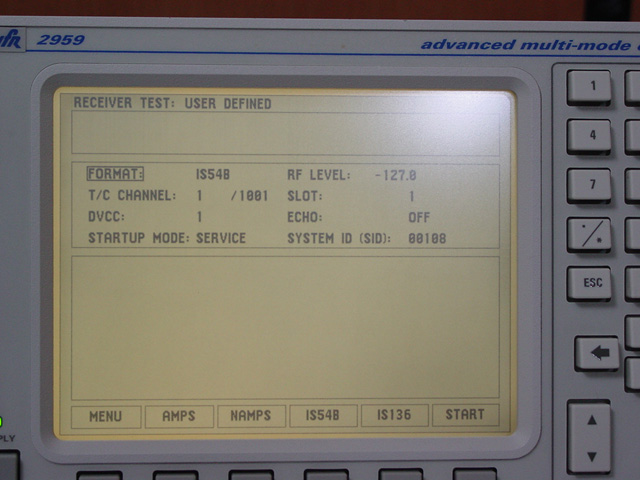 2959 advanced multi-mode
RECEIVER TEST: USER DEFINED
FORMAT: IS54B RF LEVEL: -127.0
T/C CHANNEL: 1 /1001 SLOT: 1
DVCC: 1 ECHO: OFF
STARTUP MODE: SERVICE SYSTEM ID (SID): 00108
MENU AMPS NAMPS IS54B IS136 START
1
4
7
ESC
PLY